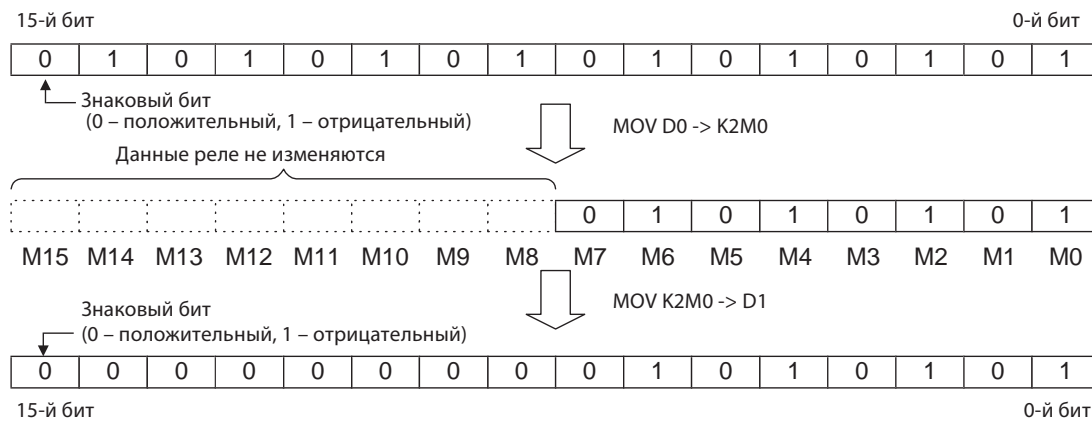 15-й бит 0-й бит
0 1 0 1 0 1 0 1 0 1 0 1 0 1 0 1
Знаковый бит
(0 – положительный, 1 – отрицательный)
MOV D0 -> K2M0
Данные реле не изменяются
0 1 0 1 0 1 0 1
M15 M14 M13 M12 M11 M10 M9 M8 M7 M6 M5 M4 M3 M2 M1 M0
MOV K2M0 -> D1
Знаковый бит
(0 – положительный, 1 – отрицательный)
0 0 0 0 0 0 0 0 0 1 0 1 0 1 0 1
15-й бит 0-й бит